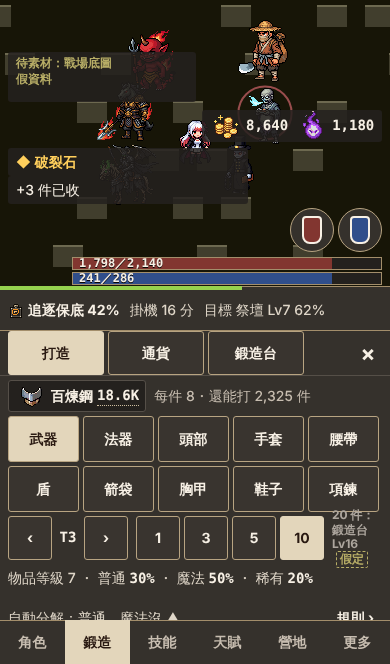 待素材：戰場底圖
假資料
8,640
1,180
◆ 破裂石
+3 件已收
1,798／2,140
241／286
追逐保底 42% 掛機 16 分 目標 祭壇 Lv7 62%
打造 通貨 鍛造台 ×
百煉鋼 18.6K 每件 8 · 還能打 2,325 件
武器 法器 頭部 手套 腰帶
盾 箭袋 胸甲 鞋子 項鍊
‹ T3 › 1 3 5 10
20 件：
鍛造台
Lv16
假定
物品等級 7 · 普通 30% · 魔法 50% · 稀有 20%
自動分解：普通、魔法沒 ▲ 規則 ›
角色 鍛造 技能 天賦 營地 更多